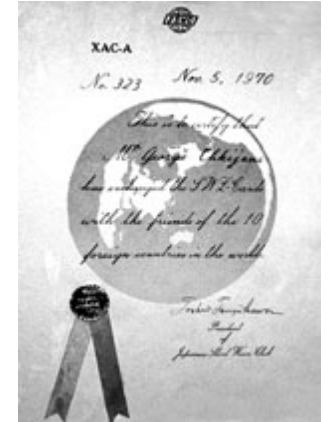 XAC-A
No. 323 Nov. 5, 1970
This is to certify that
Mr. George
has exchanged the SWL-Cards
with the friends of the 10
foreign countries in the world.
President
of
Japanese Short Wave Club